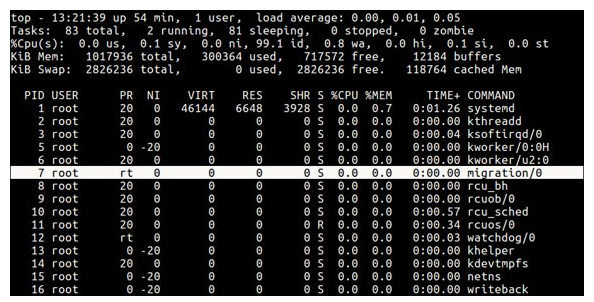 top - 13:21:39 up 54 min,  1 user,  load average: 0.00, 0.01, 0.05
Tasks:  83 total,   2 running,  81 sleeping,   0 stopped,   0 zombie
%Cpu(s):  0.0 us,  0.1 sy,  0.0 ni, 99.1 id,  0.8 wa,  0.0 hi,  0.1 si,  0.0 st
KiB Mem:   1017936 total,   300364 used,   717572 free,    12184 buffers
KiB Swap:  2826236 total,        0 used,  2826236 free.   118764 cached Mem
PID USER      PR  NI    VIRT    RES    SHR S %CPU %MEM     TIME+ COMMAND
1 root      20   0   46144   6648   3928 S  0.0  0.7   0:01.26 systemd
2 root      20   0       0      0      0 S  0.0  0.0   0:00.00 kthreadd
3 root      20   0       0      0      0 S  0.0  0.0   0:00.04 ksoftirqd/0
5 root       0 -20       0      0      0 S  0.0  0.0   0:00.00 kworker/0:0H
6 root      20   0       0      0      0 S  0.0  0.0   0:00.00 kworker/u2:0
7 root      rt   0       0      0      0 S  0.0  0.0   0:00.00 migration/0
8 root      20   0       0      0      0 S  0.0  0.0   0:00.00 rcu_bh
9 root      20   0       0      0      0 S  0.0  0.0   0:00.00 rcuob/0
10 root      20   0       0      0      0 S  0.0  0.0   0:00.57 rcu_sched
11 root      20   0       0      0      0 R  0.0  0.0   0:00.34 rcuos/0
12 root      rt   0       0      0      0 S  0.0  0.0   0:00.03 watchdog/0
13 root       0 -20       0      0      0 S  0.0  0.0   0:00.00 khelper
14 root      20   0       0      0      0 S  0.0  0.0   0:00.00 kdevtmpfs
15 root       0 -20       0      0      0 S  0.0  0.0   0:00.00 netns
16 root       0 -20       0      0      0 S  0.0  0.0   0:00.00 writeback